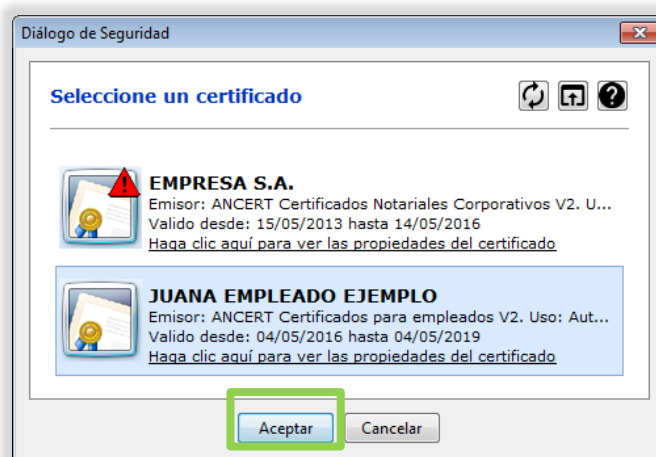 Diálogo de Seguridad
Seleccione un certificado
EMPRESA S.A.
Emisor: ANCERT Certificados Notariales Corporativos V2. U...
Valido desde: 15/05/2013 hasta 14/05/2016
Haga clic aquí para ver las propiedades del certificado
JUANA EMPLEADO EJEMPLO
Emisor: ANCERT Certificados para empleados V2. Uso: Aut...
Valido desde: 04/05/2016 hasta 04/05/2019
Haga clic aquí para ver las propiedades del certificado
Aceptar Cancelar